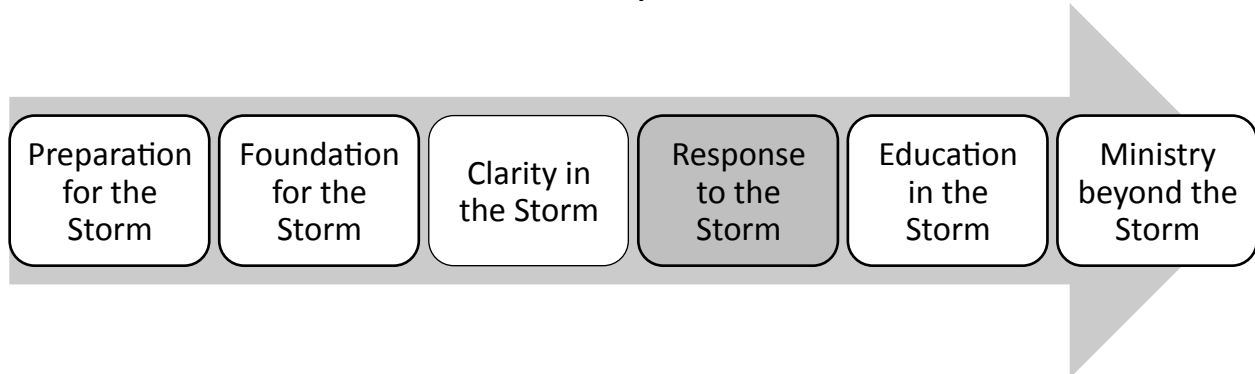 Preparation
for the
Storm
Foundation
for the
Storm
Clarity in
the Storm
Response
to the
Storm
Education
in the
Storm
Ministry
beyond the
Storm